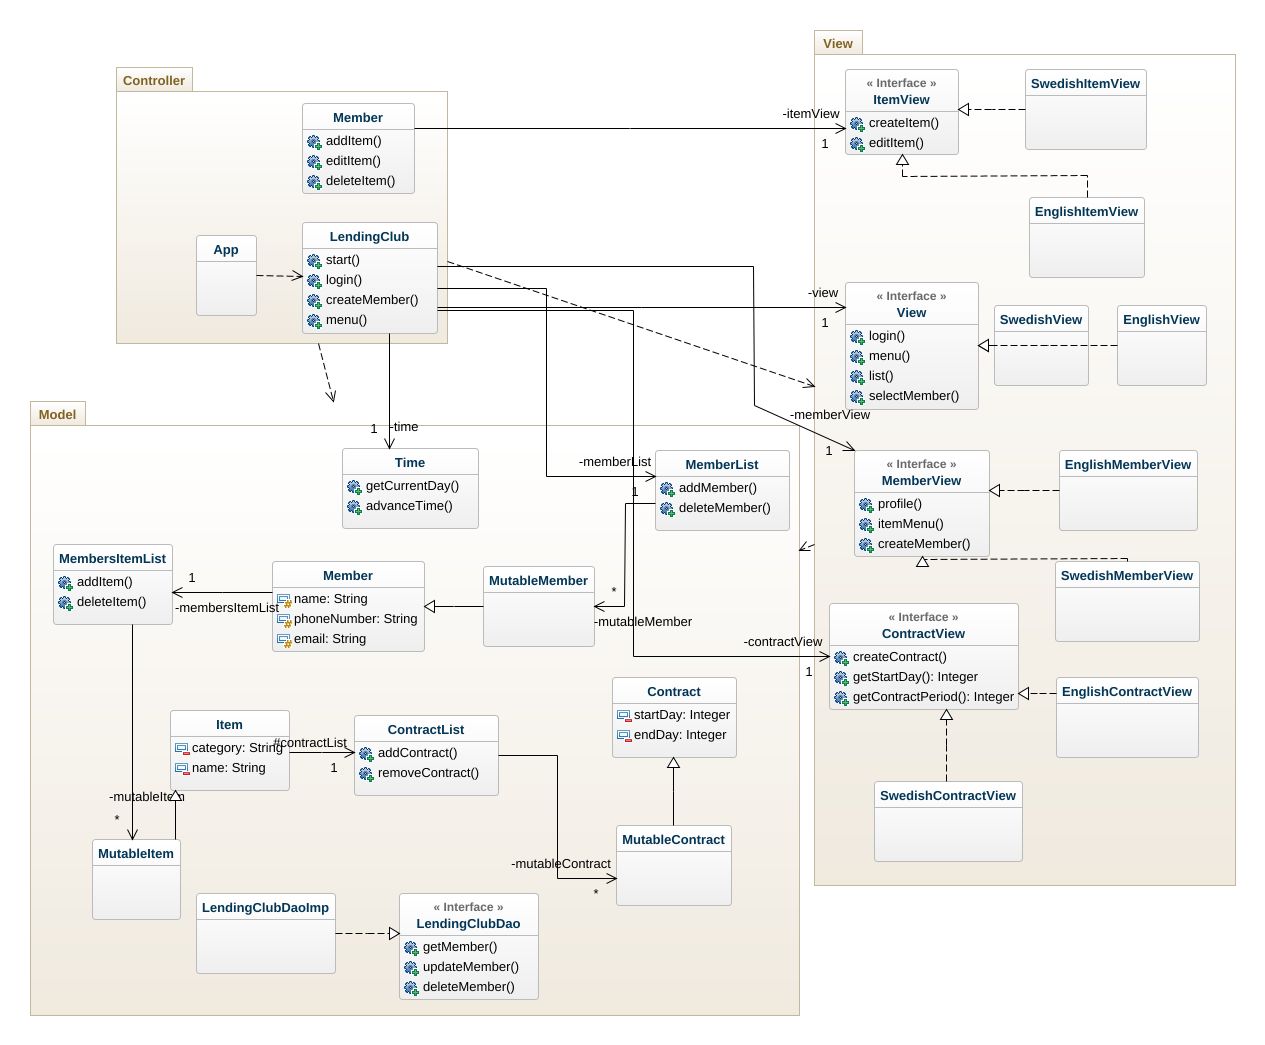 View
Controller
« Interface »
ItemView
createItem()
editItem()
SwedishItemView
Member
addItem()
editItem()
deleteItem()
-itemView
1
EnglishItemView
App
LendingClub
start()
login()
createMember()
menu()
-view
1
« Interface »
View
login()
menu()
list()
selectMember()
SwedishView
EnglishView
Model
1
-time
-memberView
1
Time
getCurrentDay()
advanceTime()
-memberList
1
MemberList
addMember()
deleteMember()
« Interface »
MemberView
profile()
itemMenu()
createMember()
EnglishMemberView
SwedishMemberView
MembersItemList
addItem()
deleteItem()
1
-membersItemList
Member
name: String
phoneNumber: String
email: String
MutableMember
*
-mutableMember
-contractView
1
« Interface »
ContractView
createContract()
getStartDay(): Integer
getContractPeriod(): Integer
EnglishContractView
Contract
startDay: Integer
endDay: Integer
Item
category: String
name: String
#contractList
1
ContractList
addContract()
removeContract()
SwedishContractView
-mutableItem
*
MutableItem
MutableContract
-mutableContract
*
LendingClubDaoImp
« Interface »
LendingClubDao
getMember()
updateMember()
deleteMember()